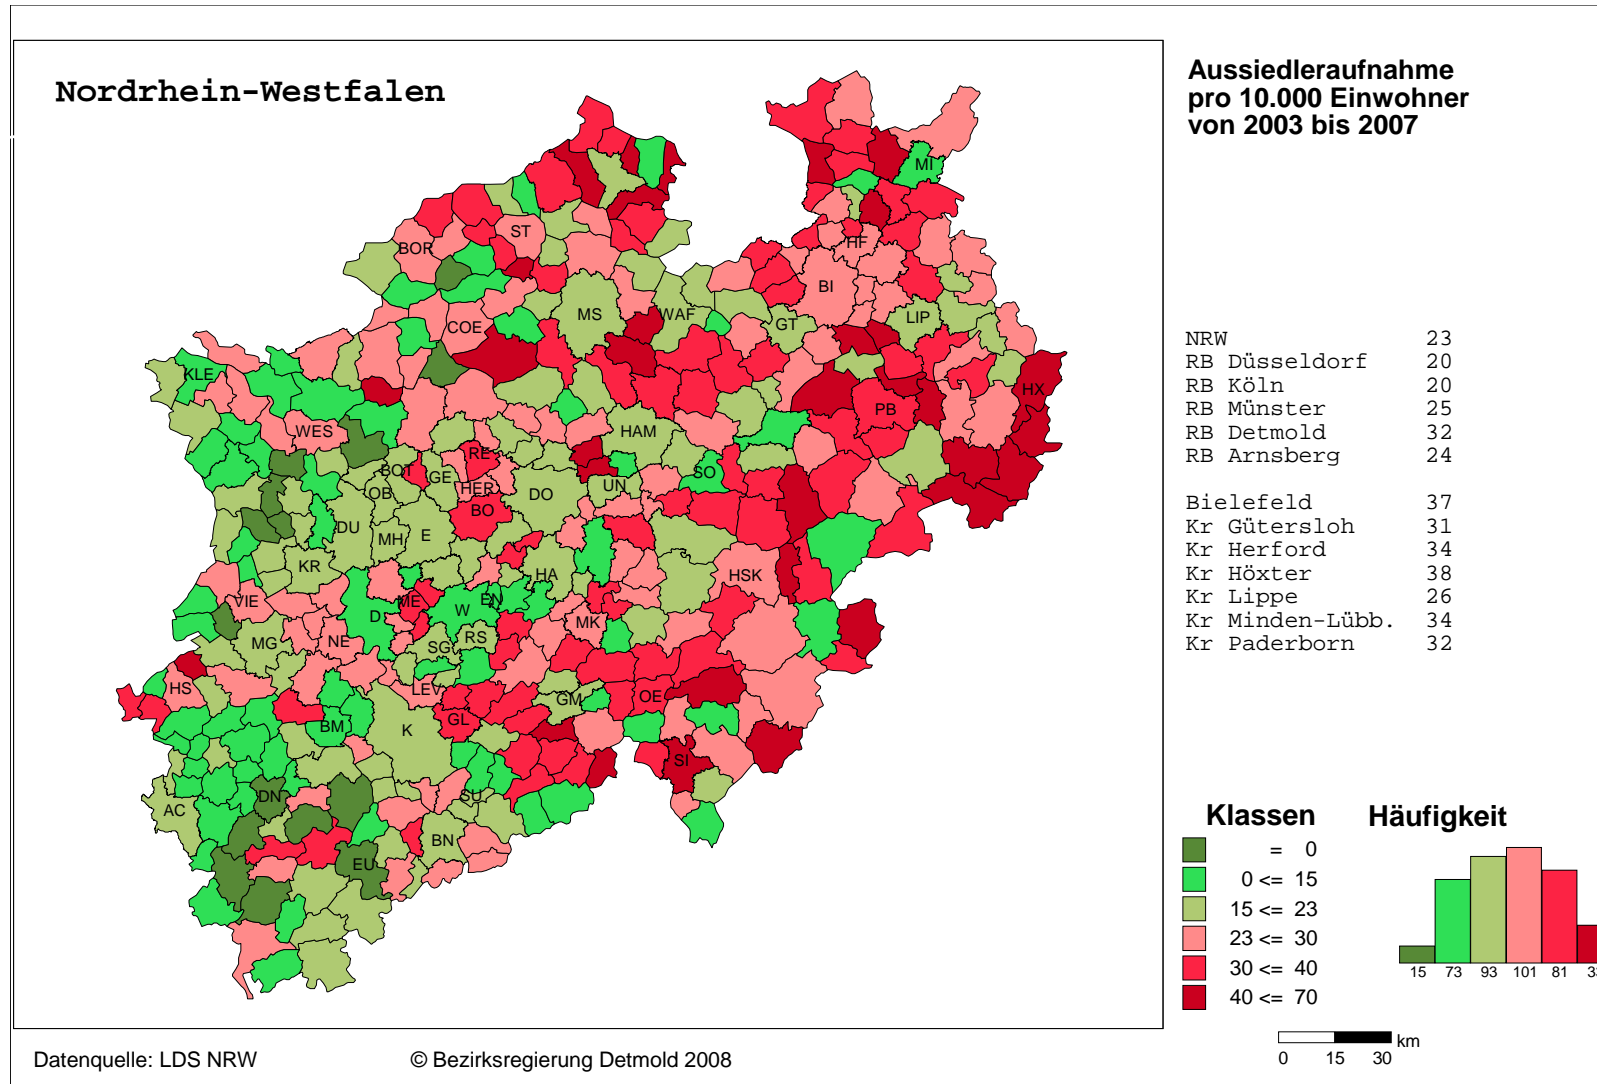 Nordrhein-Westfalen
Aussiedleraufnahme
pro 10.000 Einwohner
von 2003 bis 2007
MI
ST
BOR
HF
BI
MS
WAF
LIP
GT
COE
KLE
HX
PB
WES
HAM
RE
BOT
GE
SO
HER
OB
DO
UN
BO
DU
MH
E
KR
HA
HSK
VIE
ME
EN
W
D
MK
NE
RS
MG
SG
HS
LEV
OE
GM
GL
BM
K
SI
DN
SU
AC
BN
EU
NRW 23
RB Düsseldorf 20
RB Köln 20
RB Münster 25
RB Detmold 32
RB Arnsberg 24
Bielefeld 37
Kr Gütersloh 31
Kr Herford 34
Kr Höxter 38
Kr Lippe 26
Kr Minden-Lübb. 34
Kr Paderborn 32
Klassen
= 0
0 <= 15
15 <= 23
23 <= 30
30 <= 40
40 <= 70
Häufigkeit
15 73 93 101 81
km
0 15 30
Datenquelle: LDS NRW
© Bezirksregierung Detmold 2008